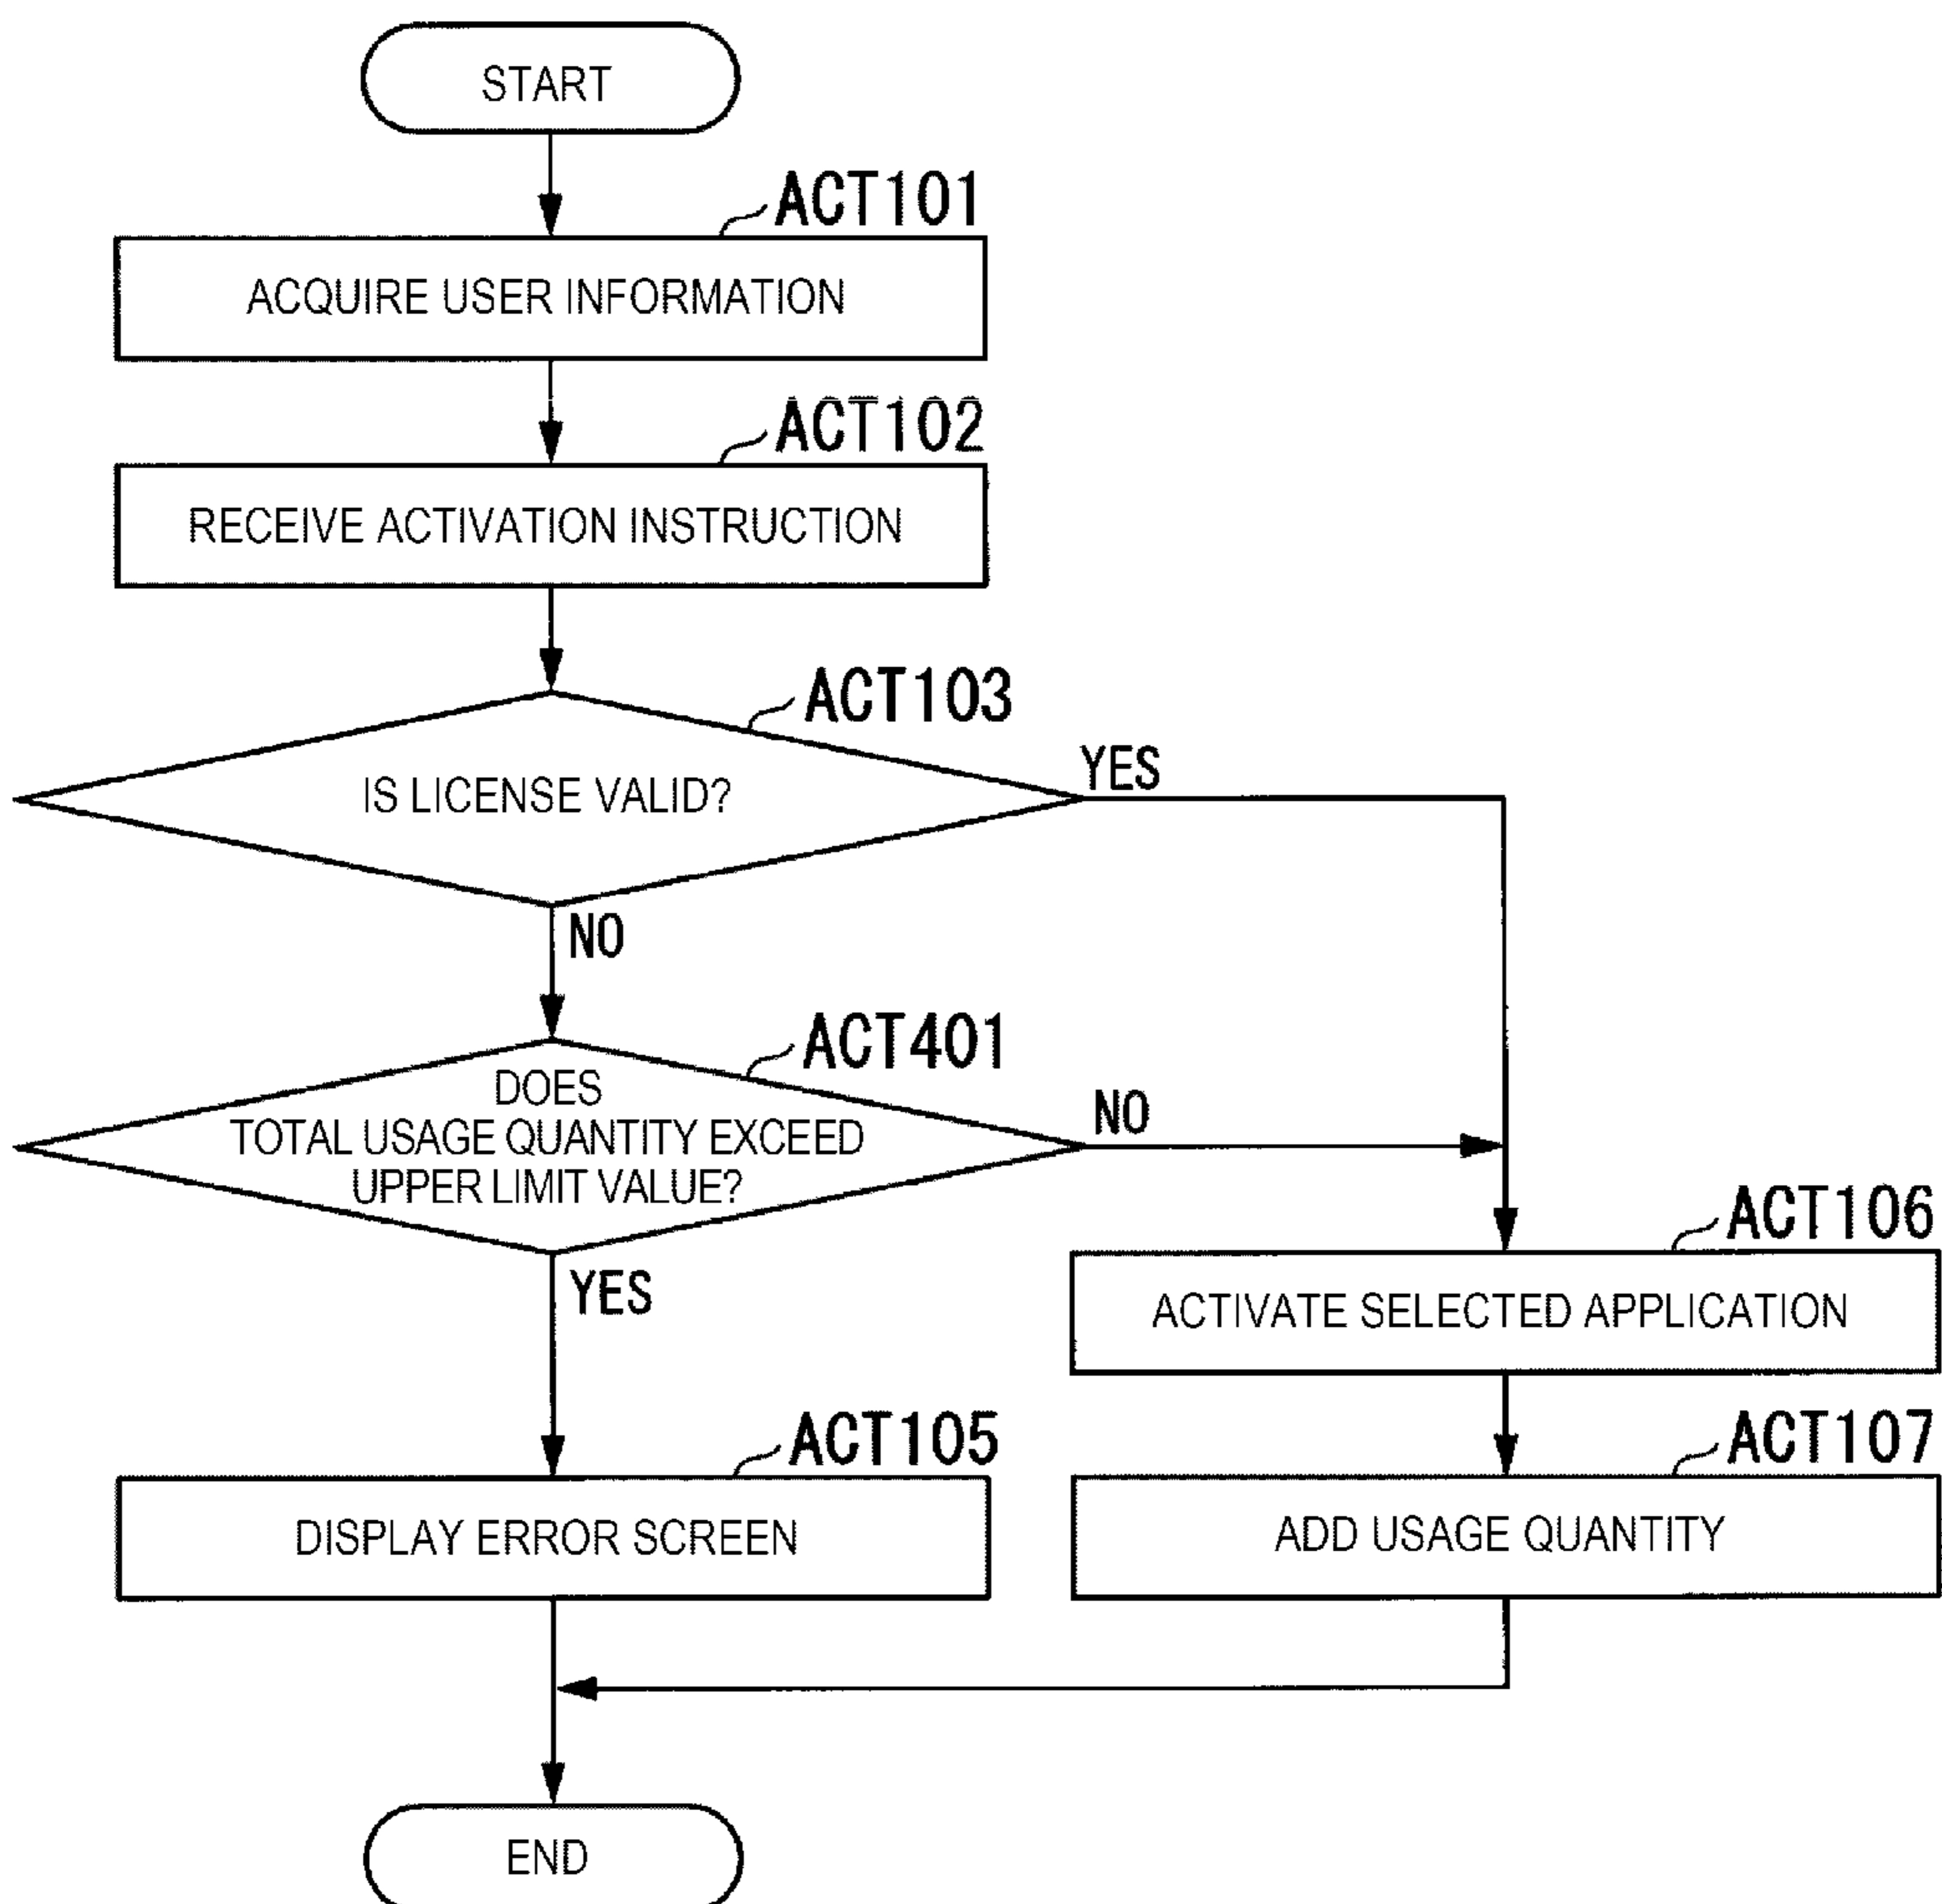 START
ACT101
ACQUIRE USER INFORMATION
ACT102
RECEIVE ACTIVATION INSTRUCTION
ACT103
IS LICENSE VALID?
YES
NO
ACT401
DOES
TOTAL USAGE QUANTITY EXCEED
UPPER LIMIT VALUE?
NO
YES
ACT106
ACTIVATE SELECTED APPLICATION
ACT105
DISPLAY ERROR SCREEN
ACT107
ADD USAGE QUANTITY
END